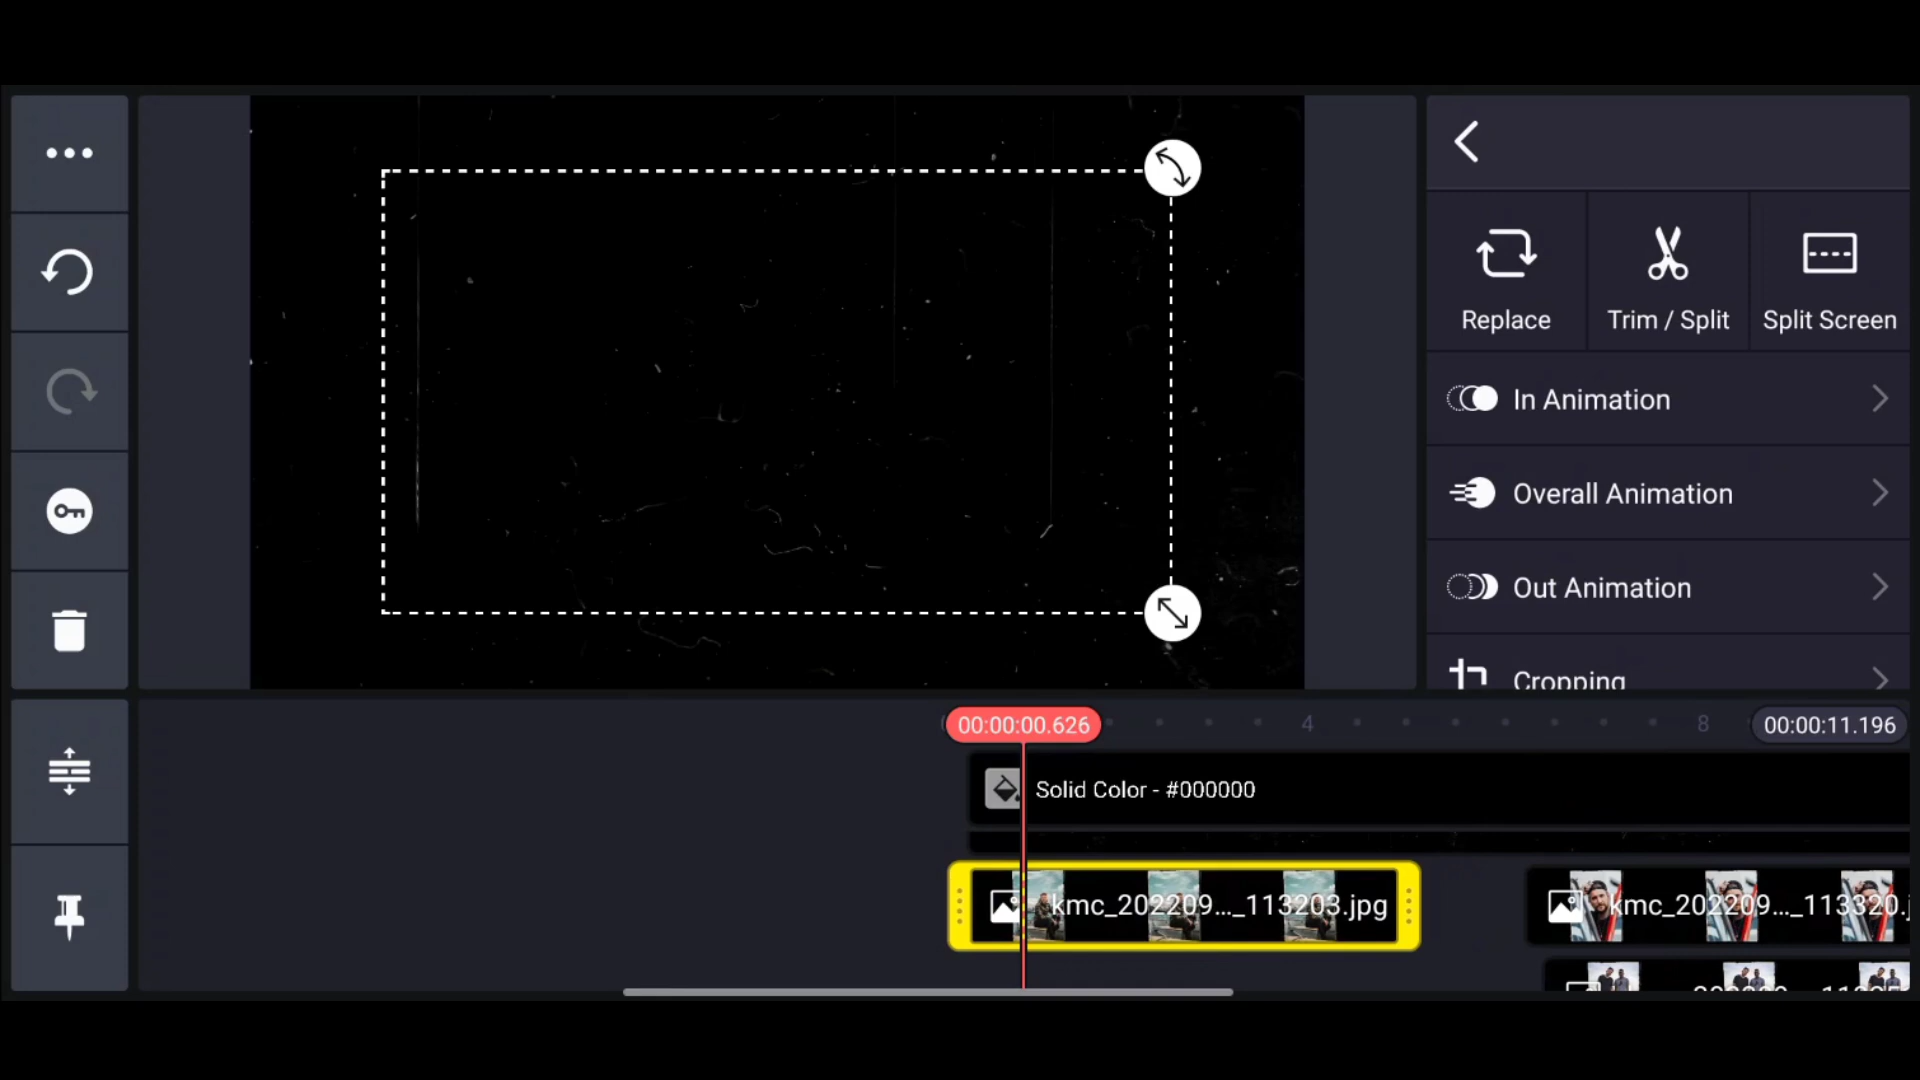 Replace
Trim / Split
Split Screen
In Animation
Overall Animation
Out Animation
Cropping
00:00:00.626
4
8
00:00:11.196
Solid Color - #000000
kmc_202209..._113203.jpg
kmc_202209..._113320.j